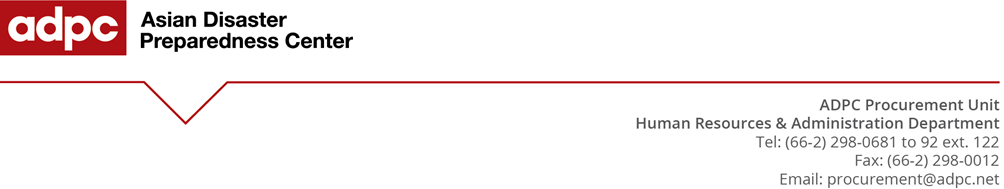 adpc
Asian Disaster
Preparedness Center
ADPC Procurement Unit
Human Resources & Administration Department
Tel: (66-2) 298-0681 to 92 ext. 122
Fax: (66-2) 298-0012
Email: procurement@adpc.net